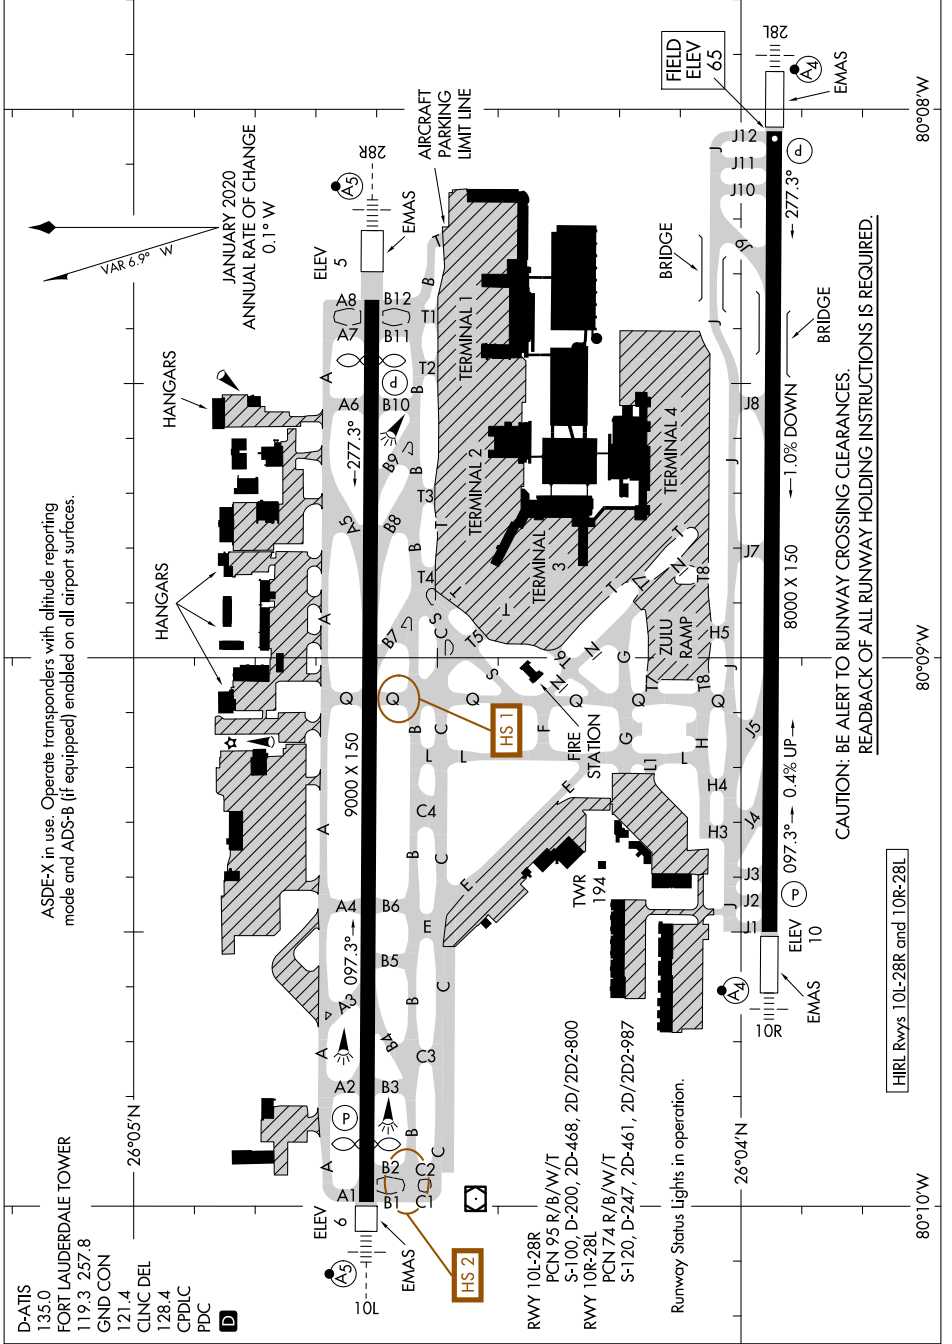 D-ATIS
135.0
FORT LAUDERDALE TOWER
119.3 257.8
GND CON
121.4
CLNC DEL
128.4
CPDLC
PDC
D
ASDE-X in use. Operate transponders with altitude reporting
mode and ADS-B (if equipped) enabled on all airport surfaces.
VAR 6.9° W
JANUARY 2020
ANNUAL RATE OF CHANGE
0.1° W
26°05'N
HANGARS
HANGARS
A
A
A
A
A
A1
A2
A3
A4
A5
A6
A7
A8
ELEV
6
A5
10L
EMAS
P
097.3°
9000 X 150
277.3°
P
ELEV
5
A5
28R
EMAS
Q
Q
HS 1
HS 2
B1
B2
B3
B4
B5
B6
B7
B8
B9
B10
B11
B12
B
B
B
B
B
B
B
B
C1
C2
C3
C4
C
C
C
C
C
E
E
E
L
L
L
L1
S
S
T1
T2
T3
T4
T5
T6
T7
T7
T8
T8
T
T
T
T
T
T
AIRCRAFT
PARKING
LIMIT LINE
TERMINAL 1
TERMINAL 2
TERMINAL
3
TERMINAL 4
Q
Q
Q
Q
F
FIRE
STATION
N
N
N
G
G
ZULU
RAMP
H
H3
H4
H5
TWR
194
RWY 10L-28R
PCN 95 R/B/W/T
S-100, D-200, 2D-468, 2D/2D2-800
RWY 10R-28L
PCN 74 R/B/W/T
S-120, D-247, 2D-461, 2D/2D2-987
Runway Status Lights in operation.
J1
J2
J3
J4
J5
J7
J8
J9
J10
J11
J12
J
J
J
J
J
BRIDGE
BRIDGE
FIELD
ELEV
65
A4
28L
EMAS
A4
10R
EMAS
ELEV
10
P
097.3°
0.4% UP
8000 X 150
1.0% DOWN
277.3°
P
26°04'N
CAUTION: BE ALERT TO RUNWAY CROSSING CLEARANCES.
READBACK OF ALL RUNWAY HOLDING INSTRUCTIONS IS REQUIRED.
HIRL Rwys 10L-28R and 10R-28L
80°10'W
80°09'W
80°08'W